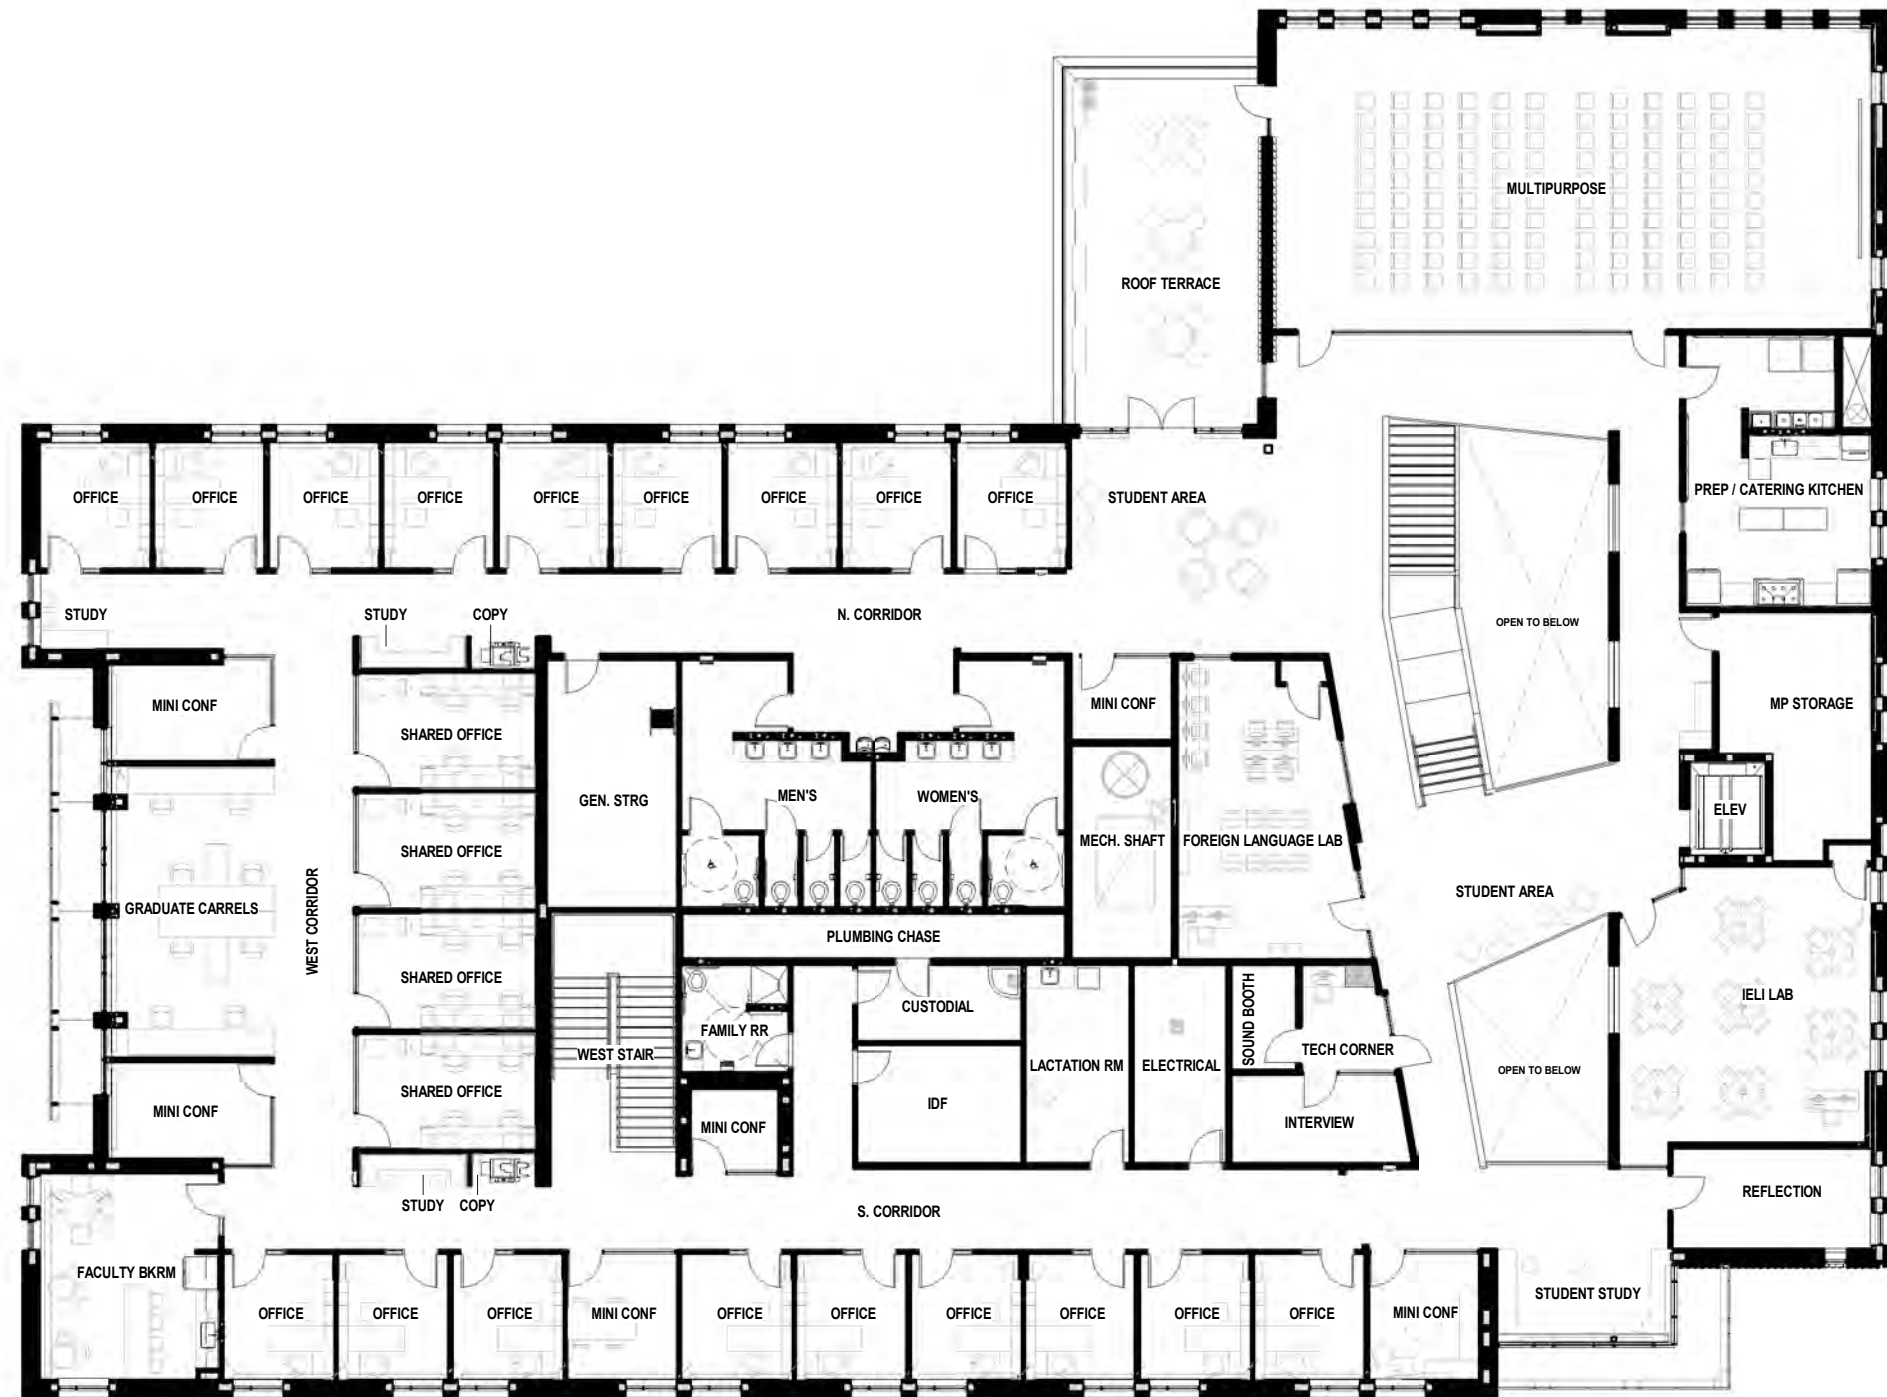 MULTIPURPOSE
ROOF TERRACE
OFFICE
OFFICE
OFFICE
OFFICE
OFFICE
OFFICE
OFFICE
OFFICE
OFFICE
STUDENT AREA
PREP / CATERING KITCHEN
STUDY
STUDY
COPY
N. CORRIDOR
OPEN TO BELOW
MINI CONF
SHARED OFFICE
MINI CONF
MP STORAGE
GEN. STRG
MEN'S
WOMEN'S
ELEV
SHARED OFFICE
MECH. SHAFT
FOREIGN LANGUAGE LAB
STUDENT AREA
GRADUATE CARRELS
WEST CORRIDOR
PLUMBING CHASE
SHARED OFFICE
CUSTODIAL
SOUND BOOTH
IELI LAB
FAMILY RR
WEST STAIR
TECH CORNER
LACTATION RM
ELECTRICAL
OPEN TO BELOW
SHARED OFFICE
MINI CONF
IDF
MINI CONF
INTERVIEW
REFLECTION
STUDY
COPY
S. CORRIDOR
FACULTY BKRM
STUDENT STUDY
OFFICE
OFFICE
OFFICE
MINI CONF
OFFICE
OFFICE
OFFICE
OFFICE
OFFICE
OFFICE
MINI CONF